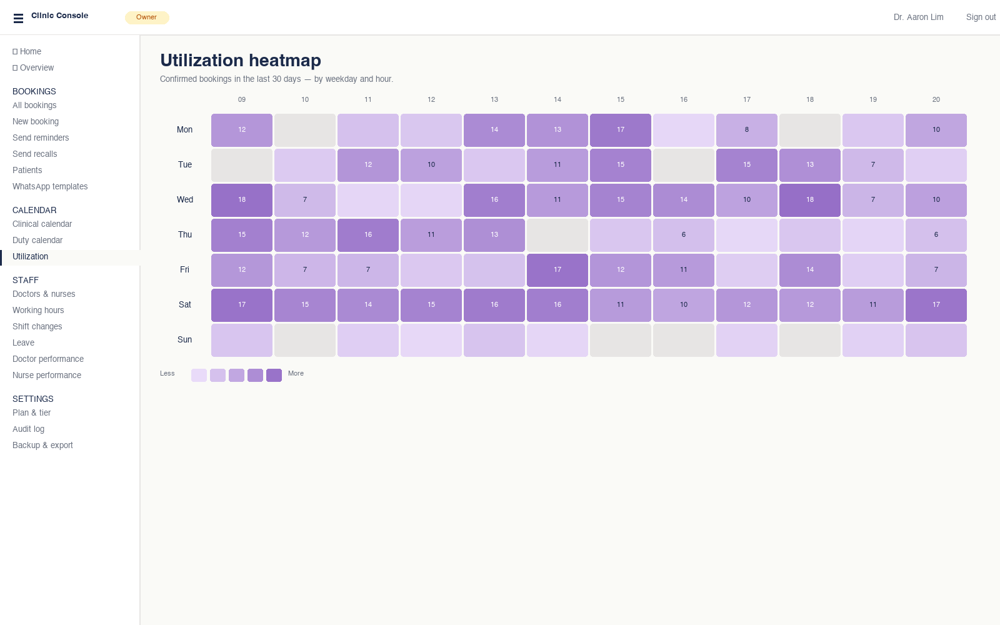 Clinic Console
Owner
Dr. Aaron Lim
Sign out
Home
Overview
BOOKINGS
All bookings
New booking
Send reminders
Send recalls
Patients
WhatsApp templates
CALENDAR
Clinical calendar
Duty calendar
Utilization
STAFF
Doctors & nurses
Working hours
Shift changes
Leave
Doctor performance
Nurse performance
SETTINGS
Plan & tier
Audit log
Backup & export
Utilization heatmap
Confirmed bookings in the last 30 days — by weekday and hour.
09 10 11 12 13 14 15 16 17 18 19 20
Mon 12 14 13 17 8 10
Tue 12 10 11 15 15 13 7
Wed 18 7 16 11 15 14 10 18 7 10
Thu 15 12 16 11 13 6 6
Fri 12 7 7 17 12 11 14 7
Sat 17 15 14 15 16 16 11 10 12 12 11 17
Sun
Less More